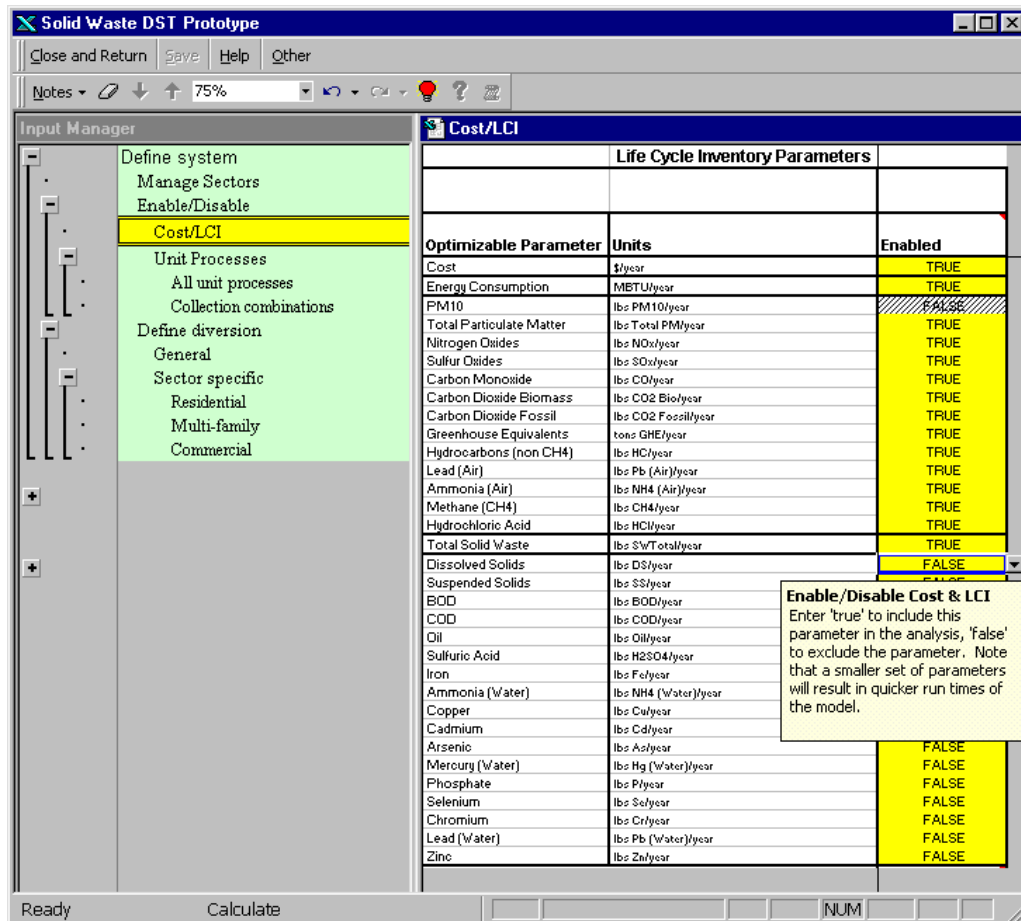 Solid Waste DST Prototype
Close and Return Save Help Other
Notes 75%
Input Manager
Define system
Manage Sectors
Enable/Disable
Cost/LCI
Unit Processes
All unit processes
Collection combinations
Define diversion
General
Sector specific
Residential
Multi-family
Commercial
Cost/LCI
Life Cycle Inventory Parameters
Optimizable Parameter Units Enabled
Cost $/year TRUE
Energy Consumption MBTU/year TRUE
PM10 lbs PM10/year FALSE
Total Particulate Matter lbs Total PM/year TRUE
Nitrogen Oxides lbs NOx/year TRUE
Sulfur Oxides lbs SOx/year TRUE
Carbon Monoxide lbs CO/year TRUE
Carbon Dioxide Biomass lbs CO2 Bio/year TRUE
Carbon Dioxide Fossil lbs CO2 Fossil/year TRUE
Greenhouse Equivalents tons GHE/year TRUE
Hydrocarbons (non CH4) lbs HC/year TRUE
Lead (Air) lbs Pb (Air)/year TRUE
Ammonia (Air) lbs NH4 (Air)/year TRUE
Methane (CH4) lbs CH4/year TRUE
Hydrochloric Acid lbs HCl/year TRUE
Total Solid Waste lbs SWTotal/year TRUE
Dissolved Solids lbs DS/year FALSE
Suspended Solids lbs SS/year
BOD lbs BOD/year
COD lbs COD/year
Oil lbs Oil/year
Sulfuric Acid lbs H2SO4/year
Iron lbs Fe/year
Ammonia (Water) lbs NH4 (Water)/year
Copper lbs Cu/year
Cadmium lbs Cd/year
Arsenic lbs As/year FALSE
Mercury (Water) lbs Hg (Water)/year FALSE
Phosphate lbs P/year FALSE
Selenium lbs Se/year FALSE
Chromium lbs Cr/year FALSE
Lead (Water) lbs Pb (Water)/year FALSE
Zinc lbs Zn/year FALSE
Enable/Disable Cost & LCI
Enter 'true' to include this
parameter in the analysis, 'false'
to exclude the parameter. Note
that a smaller set of parameters
will result in quicker run times of
the model.
Ready Calculate NUM